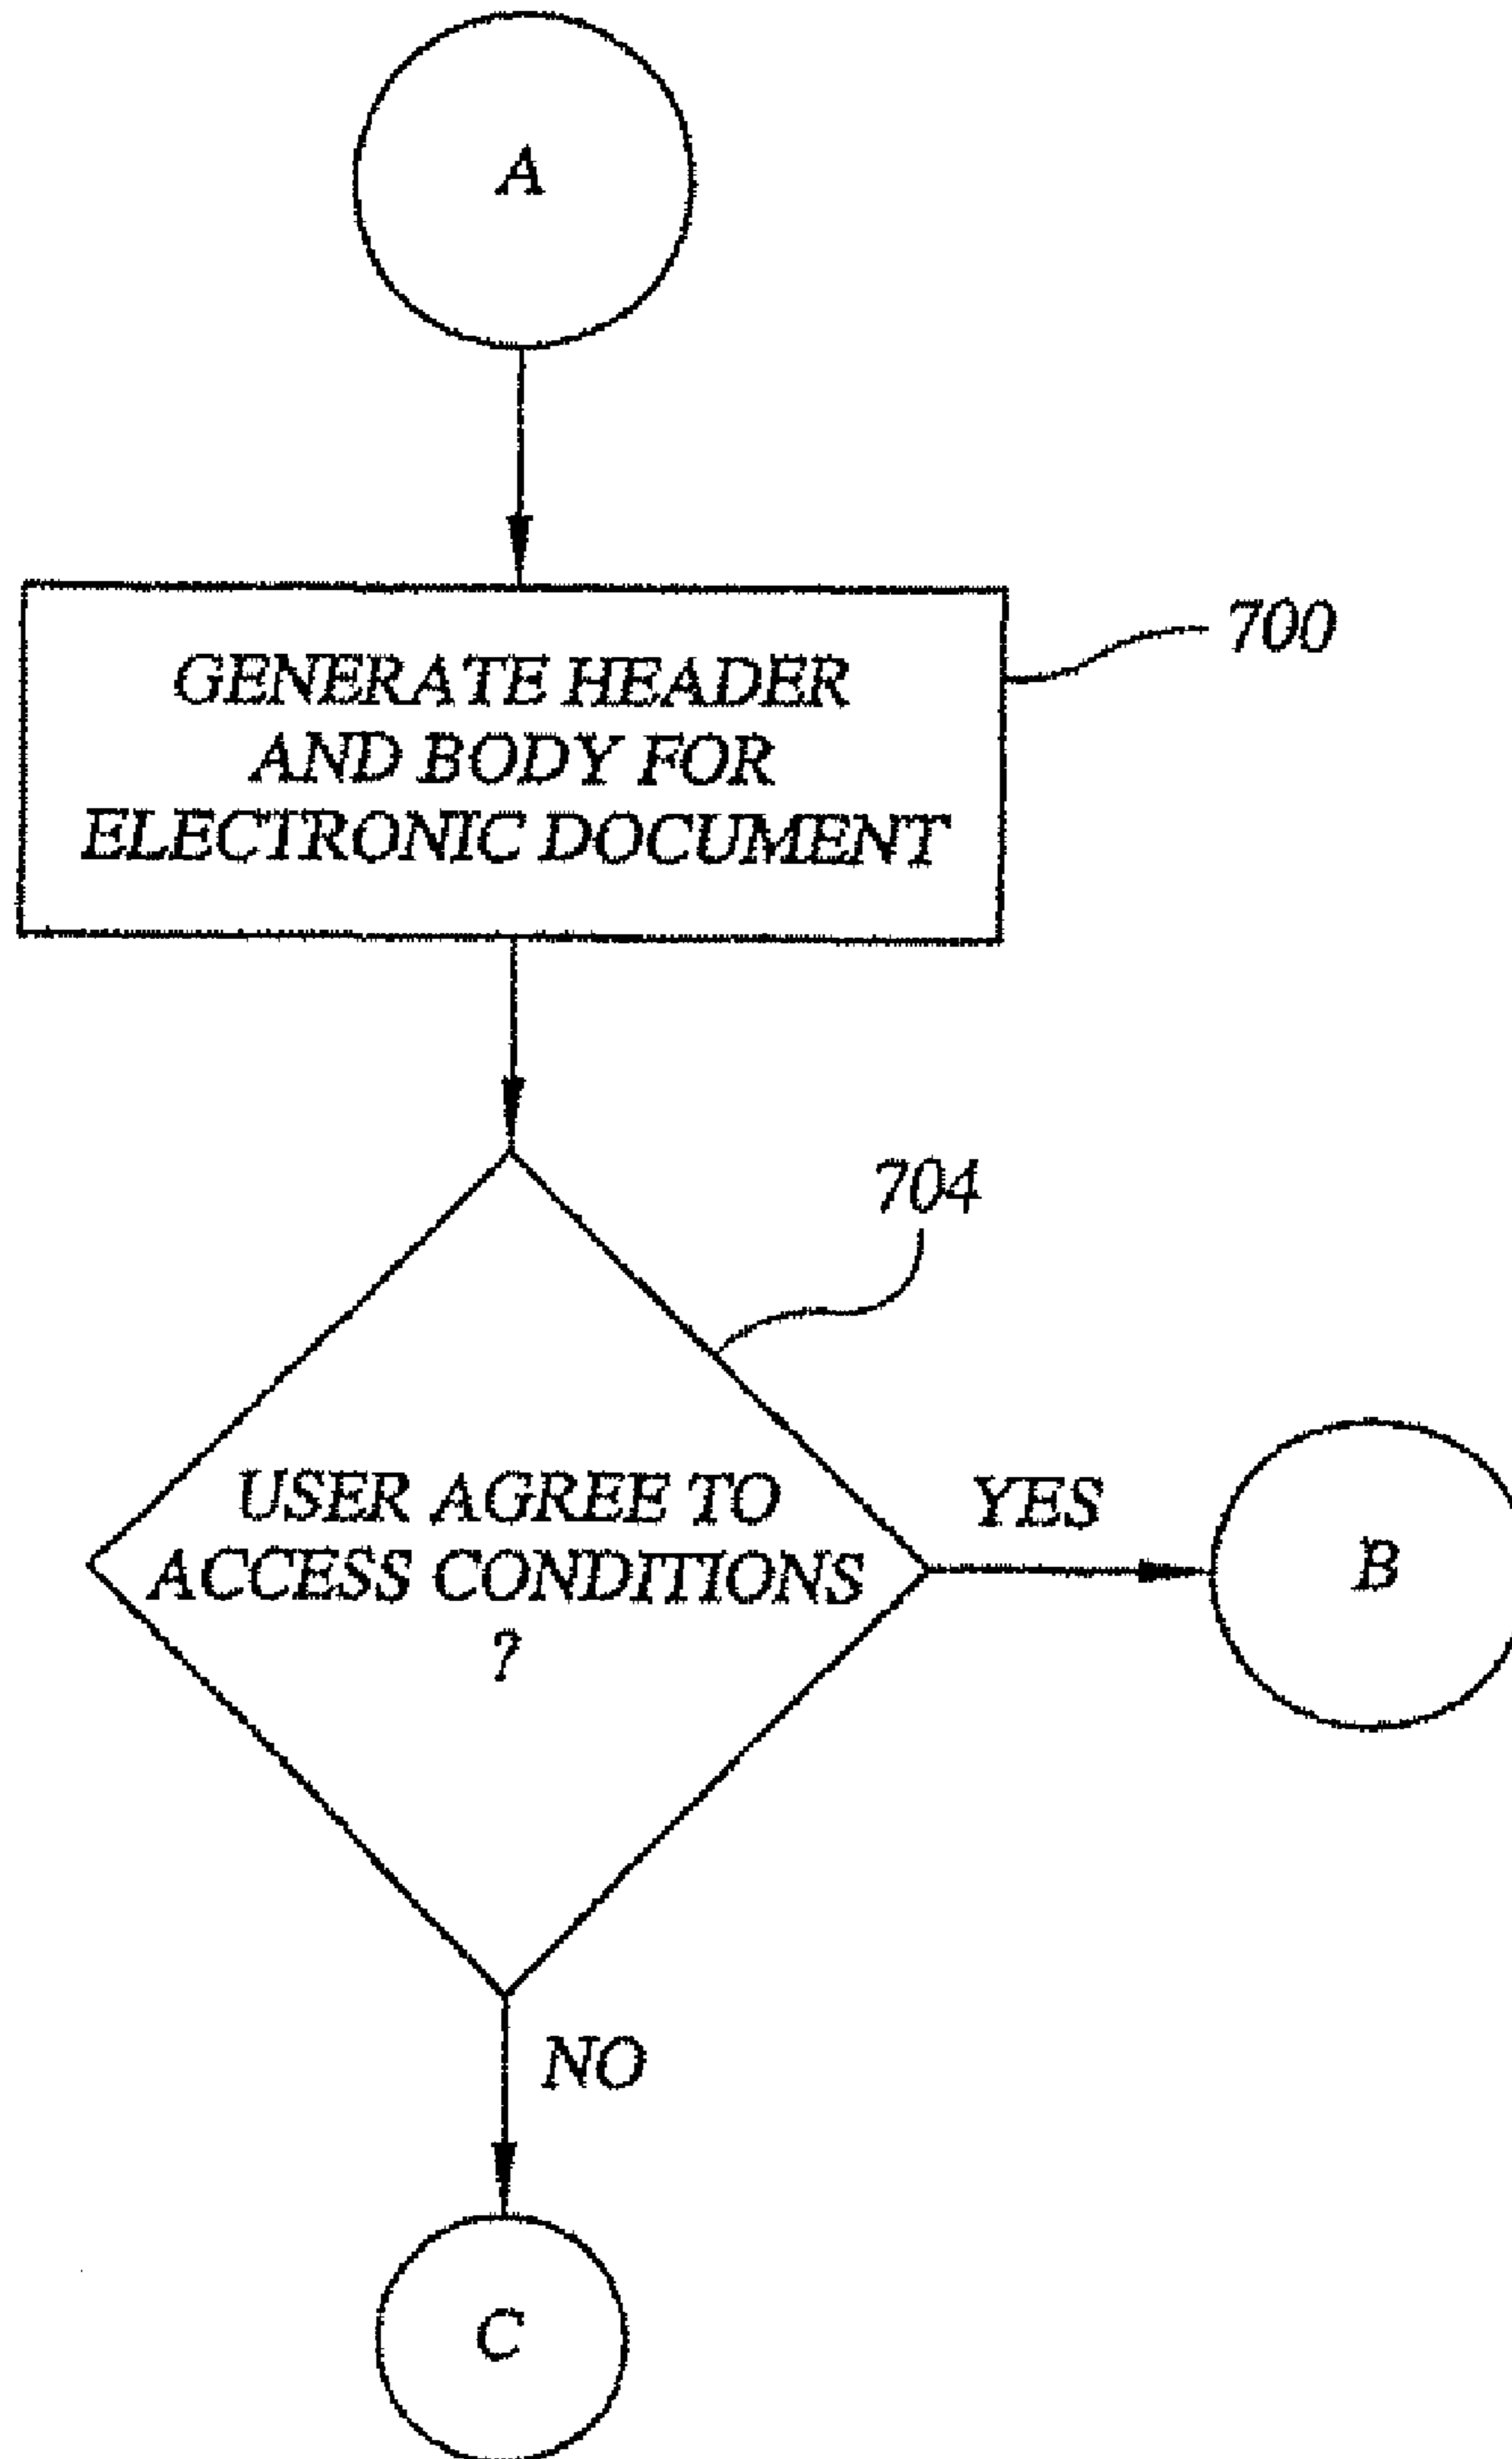 A
GENERATE HEADER
AND BODY FOR
ELECTRONIC DOCUMENT
700
704
USER AGREE TO
ACCESS CONDITIONS
?
YES
B
NO
C